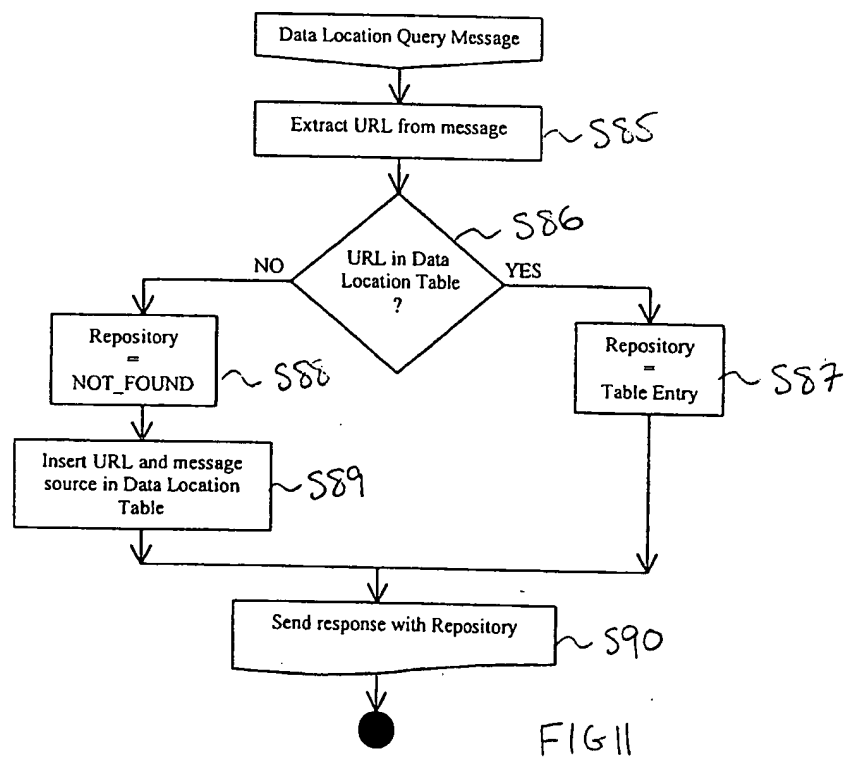 Data Location Query Message
Extract URL from message
S85
S86
URL in Data
Location Table
?
NO
YES
Repository
=
NOT_FOUND
S88
Repository
=
Table Entry
S87
Insert URL and message
source in Data Location
Table
S89
Send response with Repository
S90
FIG11